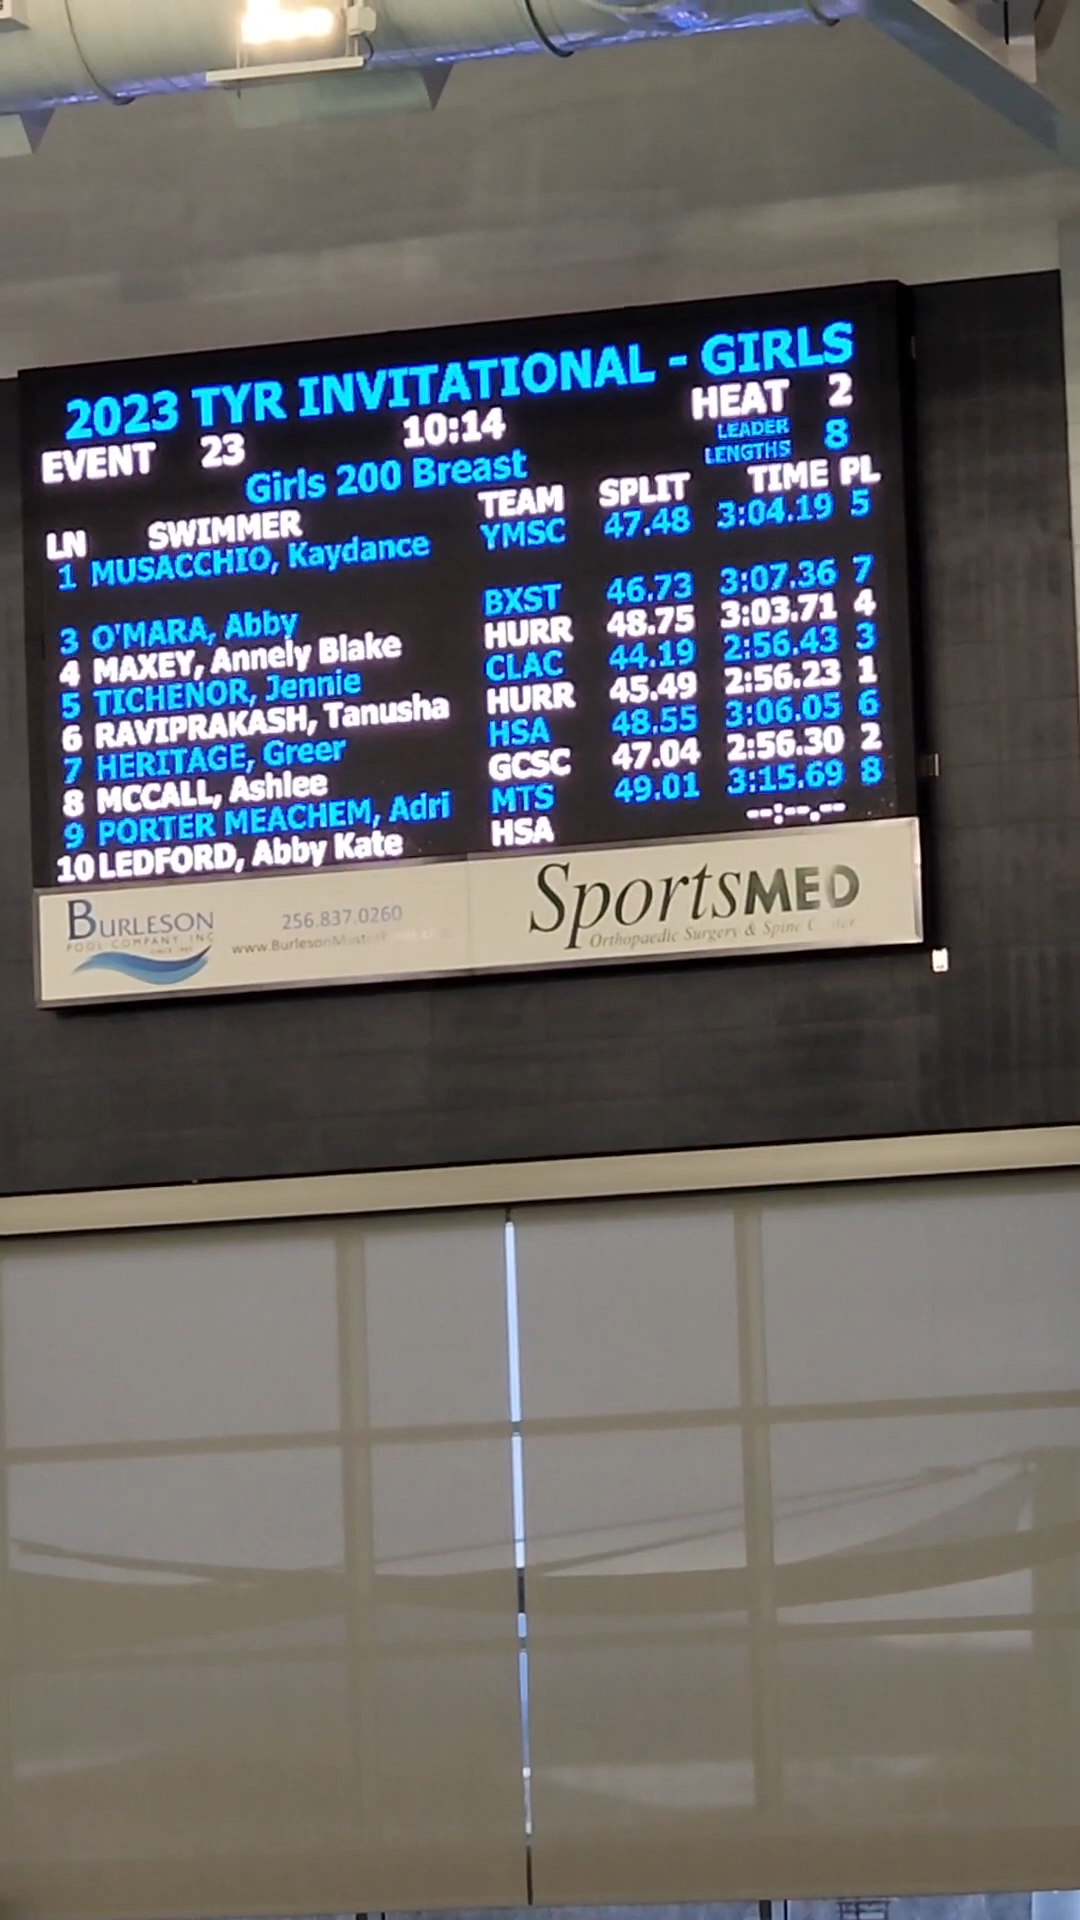 2023 TYR INVITATIONAL - GIRLS
EVENT 23 10:14 HEAT 2
Girls 200 Breast LEADER LENGTHS 8
LN SWIMMER TEAM SPLIT TIME PL
1 MUSACCHIO, Kaydance YMSC 47.48 3:04.19 5
3 O'MARA, Abby BXST 46.73 3:07.36 7
4 MAXEY, Annely Blake HURR 48.75 3:03.71 4
5 TICHENOR, Jennie CLAC 44.19 2:56.43 3
6 RAVIPRAKASH, Tanusha HURR 45.49 2:56.23 1
7 HERITAGE, Greer HSA 48.55 3:06.05 6
8 MCCALL, Ashlee GCSC 47.04 2:56.30 2
9 PORTER MEACHEM, Adri MTS 49.01 3:15.69 8
10 LEDFORD, Abby Kate HSA --:--.--
BURLESON
POOL COMPANY INC
256.837.0260
SportsMED
Orthopaedic Surgery & Spine